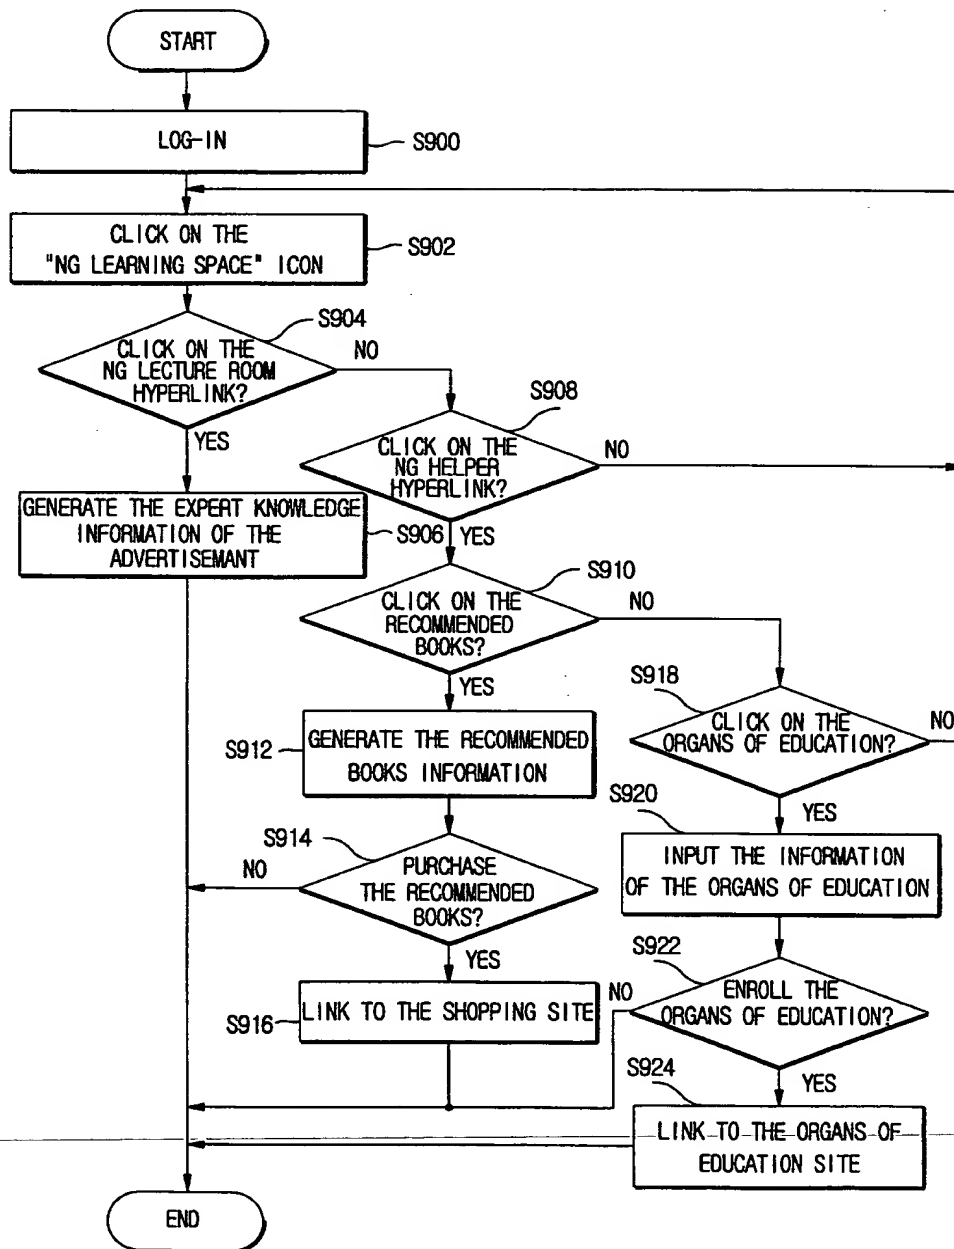 START
LOG-IN
S900
CLICK ON THE
"NG LEARNING SPACE" ICON
S902
S904
CLICK ON THE
NG LECTURE ROOM
HYPERLINK?
NO
YES
S908
CLICK ON THE
NG HELPER
HYPERLINK?
NO
YES
GENERATE THE EXPERT KNOWLEDGE
INFORMATION OF THE
ADVERTISEMANT
S906
S910
CLICK ON THE
RECOMMENDED
BOOKS?
NO
YES
S918
CLICK ON THE
ORGANS OF EDUCATION?
NO
YES
S912
GENERATE THE RECOMMENDED
BOOKS INFORMATION
S920
INPUT THE INFORMATION
OF THE ORGANS OF EDUCATION
S914
PURCHASE
THE RECOMMENDED
BOOKS?
NO
YES
S922
ENROLL THE
ORGANS OF EDUCATION?
NO
YES
S916
LINK TO THE SHOPPING SITE
S924
LINK TO THE ORGANS OF
EDUCATION SITE
END